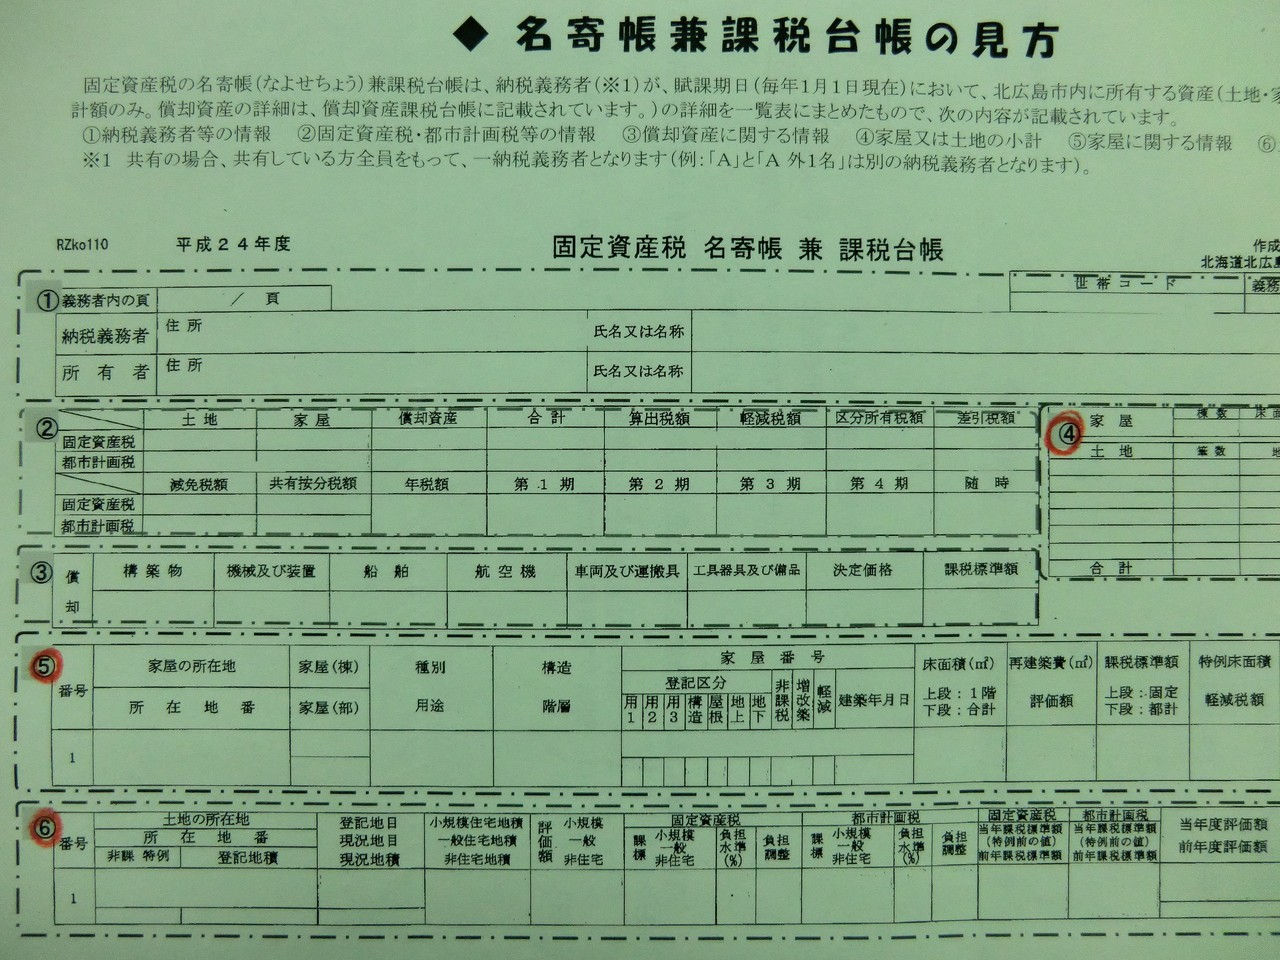 ◆ 名寄帳兼課税台帳の見方
固定資産税の名寄帳(なよせちょう)兼課税台帳は、納税義務者(※1)が、賦課期日(毎年1月1日現在)において、北広島市内に所有する資産(土地・家
計額のみ。償却資産の詳細は、償却資産課税台帳に記載されています。)の詳細を一覧表にまとめたもので、次の内容が記載されています。
①納税義務者等の情報 ②固定資産税・都市計画税等の情報 ③償却資産に関する情報 ④家屋又は土地の小計 ⑤家屋に関する情報 ⑥
※1 共有の場合、共有している方全員をもって、一納税義務者となります(例:「A」と「A 外1名」は別の納税義務者となります)。
RZko110 平成24年度 固定資産税 名寄帳 兼 課税台帳 作成
北海道北広島
① 義務者内の頁 / 頁 世帯コード 義務
納税義務者 住所 氏名又は名称
所有者 住所 氏名又は名称
② 土地 家屋 償却資産 合計 算出税額 軽減税額 区分所有税額 差引税額
固定資産税
都市計画税
減免税額 共有按分税額 年税額 第1期 第2期 第3期 第4期 随時
固定資産税
都市計画税
④ 家屋 棟数 床面
土地 筆数 地
合計
③ 償却 構築物 機械及び装置 船舶 航空機 車両及び運搬具 工具器具及び備品 決定価格 課税標準額
⑤ 番号 家屋の所在地 家屋(棟) 種別 構造 家屋番号 床面積(㎡) 再建築費(㎡) 課税標準額 特例床面積
所在地番 家屋(部) 用途 階層 登記区分 非課税 増改築 軽減 建築年月日 上段:1階 評価額 上段:固定 軽減税額
用1 用2 用3 構造 屋根 地上 地下 下段:合計 下段:都計
1
⑥ 番号 土地の所在地 登記地目 小規模住宅地積 評価額 小規模 固定資産税 都市計画税 固定資産税 都市計画税 当年度評価額
所在地番 現況地目 一般住宅地積 一般 課標 小規模 一般 非住宅 負担水準(%) 負担調整 課標 小規模 一般 非住宅 負担水準(%) 負担調整 当年課税標準額 (特例前の値) 当年課税標準額 (特例前の値) 前年度評価額
非課 特例 登記地積 現況地積 非住宅地積 非住宅 前年課税標準額 前年課税標準額
1